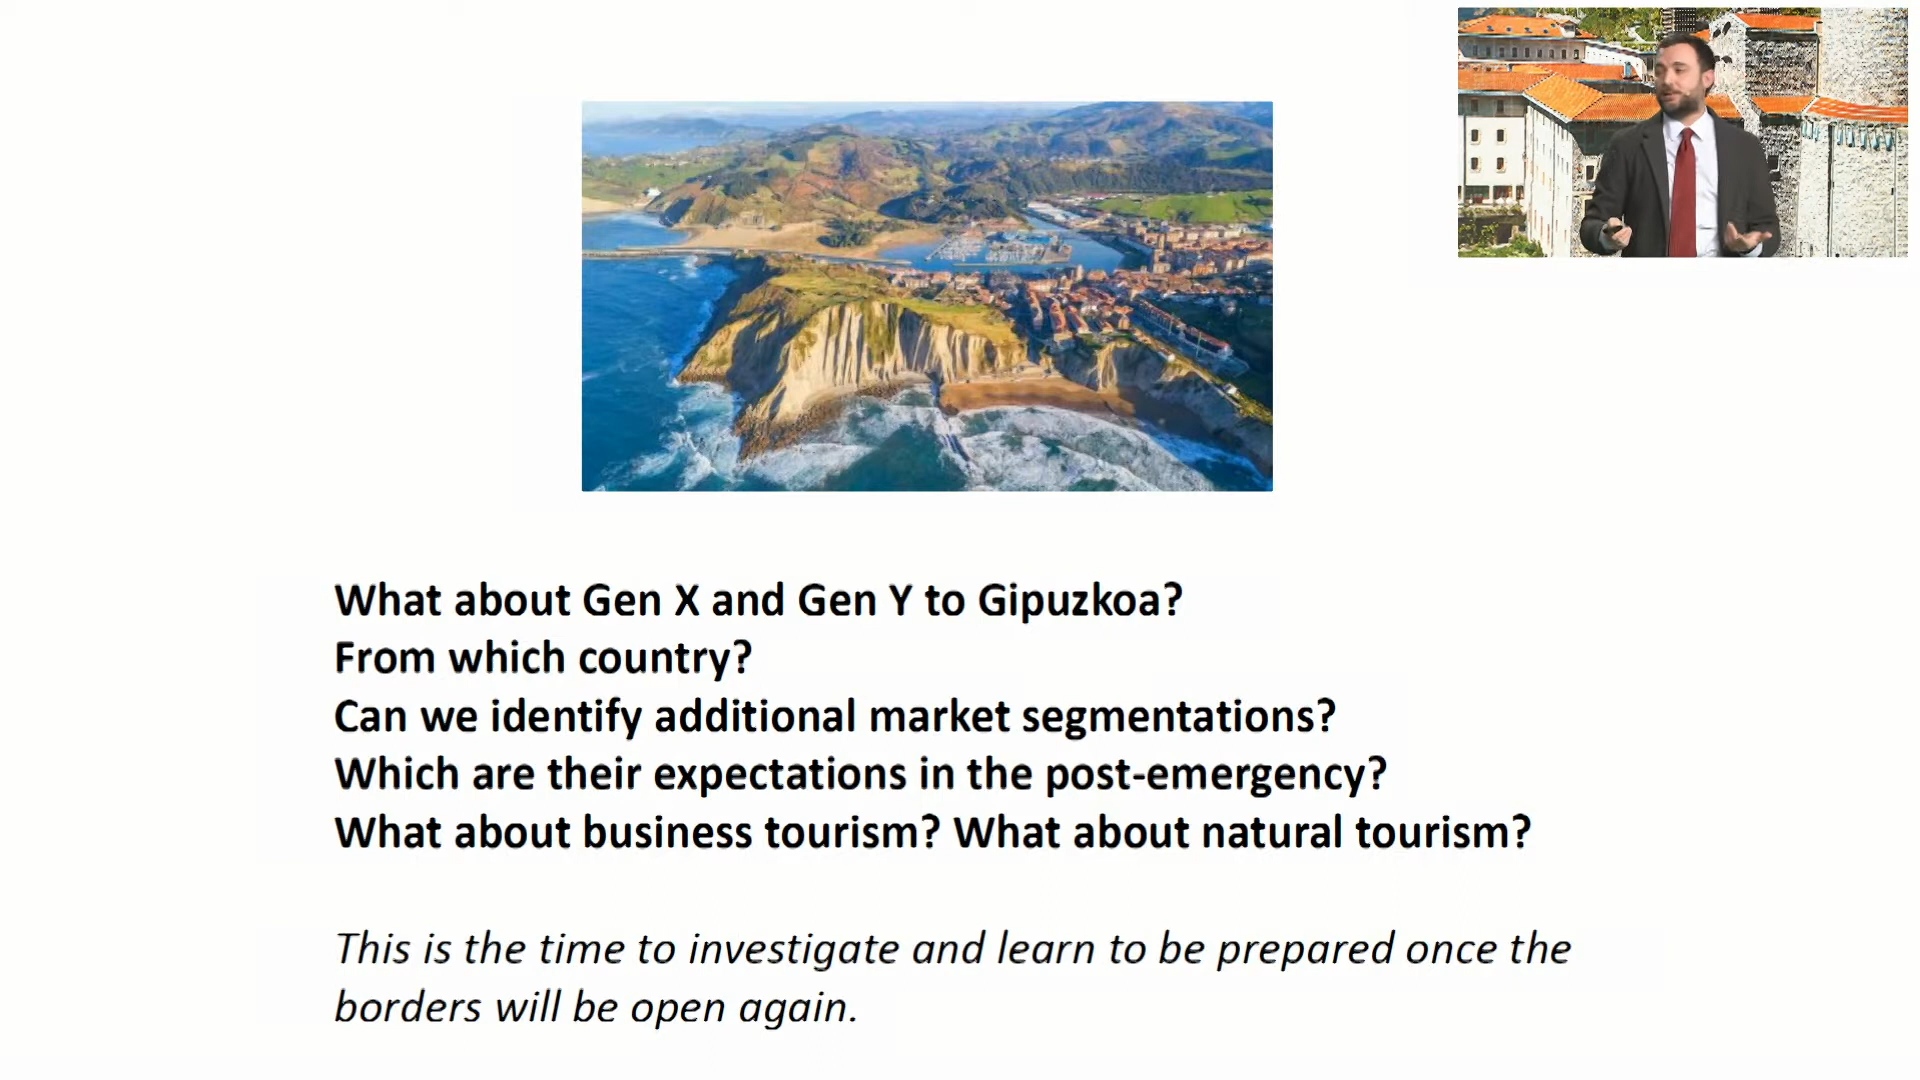 What about Gen X and Gen Y to Gipuzkoa?
From which country?
Can we identify additional market segmentations?
Which are their expectations in the post-emergency?
What about business tourism? What about natural tourism?
This is the time to investigate and learn to be prepared once the
borders will be open again.